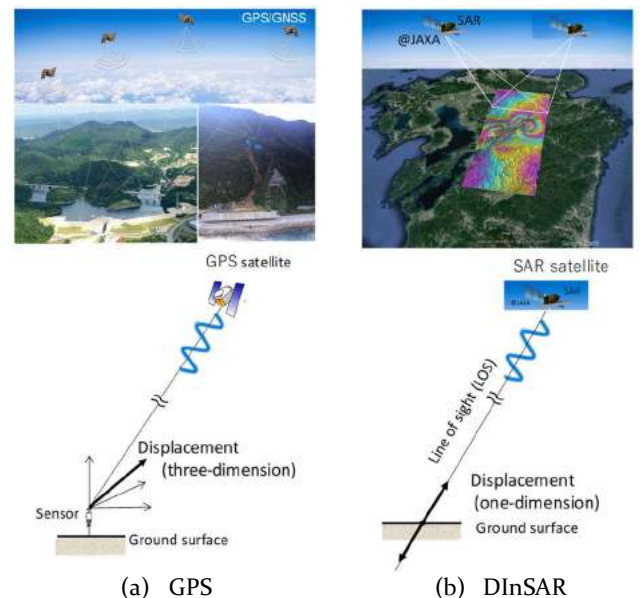 GPS/GNSS
SAR
@JAXA
GPS satellite
Displacement
(three-dimension)
Sensor
Ground surface
(a) GPS
SAR satellite
@JAXA
SAR
Line of sight (LOS)
Displacement
(one-dimension)
Ground surface
(b) DInSAR